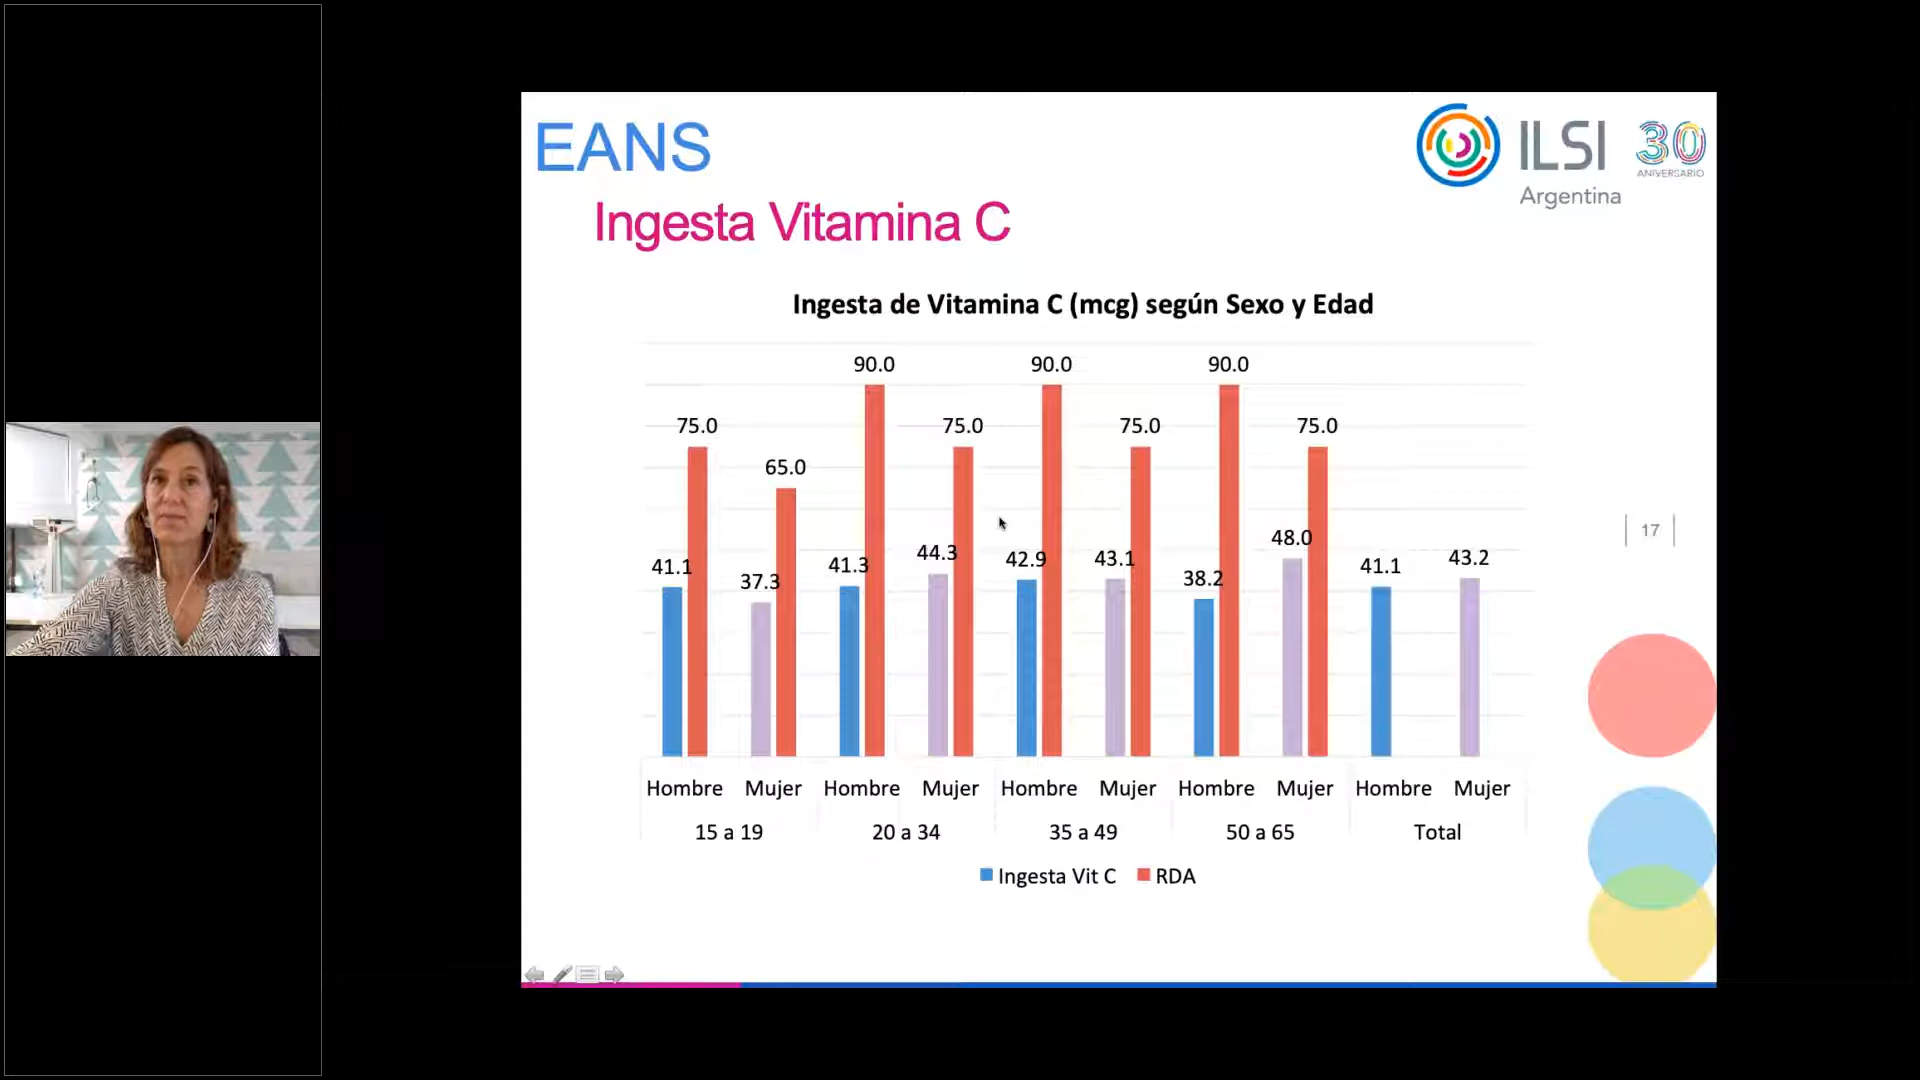 EANS
ILSI
Argentina
30
ANIVERSARIO
Ingesta Vitamina C
Ingesta de Vitamina C (mcg) según Sexo y Edad
90.0 90.0 90.0
75.0 75.0 75.0 75.0
65.0
41.1 37.3 41.3 44.3 42.9 43.1 38.2 48.0 41.1 43.2
17
Hombre Mujer Hombre Mujer Hombre Mujer Hombre Mujer Hombre Mujer
15 a 19 20 a 34 35 a 49 50 a 65 Total
Ingesta Vit C RDA